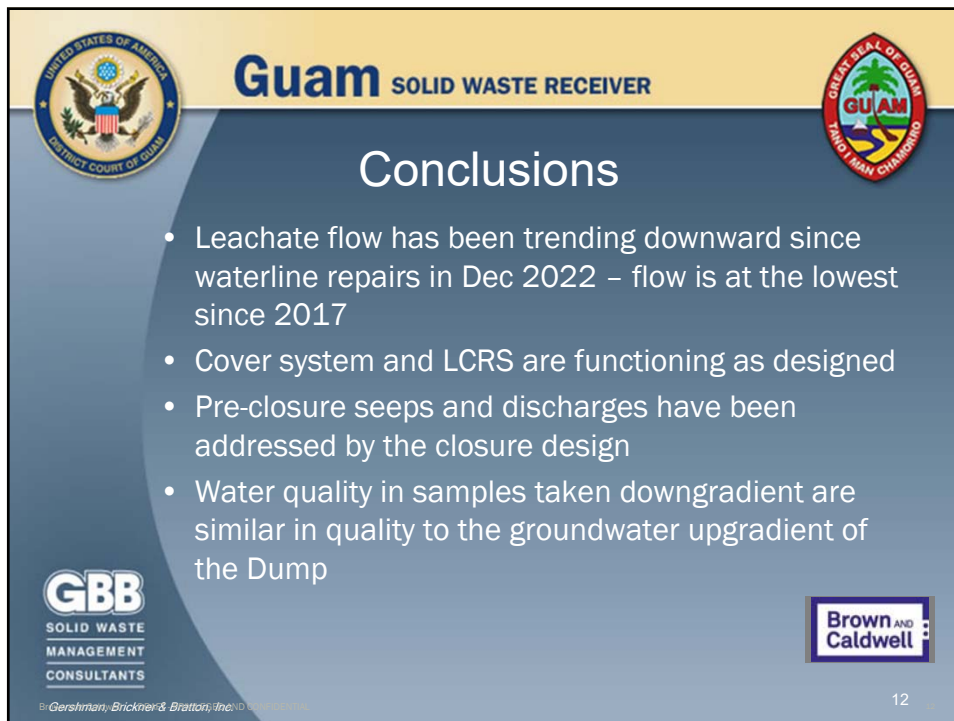 UNITED STATES OF AMERICA
DISTRICT COURT OF GUAM
Guam SOLID WASTE RECEIVER
GREAT SEAL OF GUAM
GUAM
TANO I MAN CHAMORRO
Conclusions
• Leachate flow has been trending downward since
waterline repairs in Dec 2022 – flow is at the lowest
since 2017
• Cover system and LCRS are functioning as designed
• Pre-closure seeps and discharges have been
addressed by the closure design
• Water quality in samples taken downgradient are
similar in quality to the groundwater upgradient of
the Dump
GBB
SOLID WASTE
MANAGEMENT
CONSULTANTS
Brown AND
Caldwell
Gershman, Brickner & Bratton, Inc.
AND CONFIDENTIAL
12